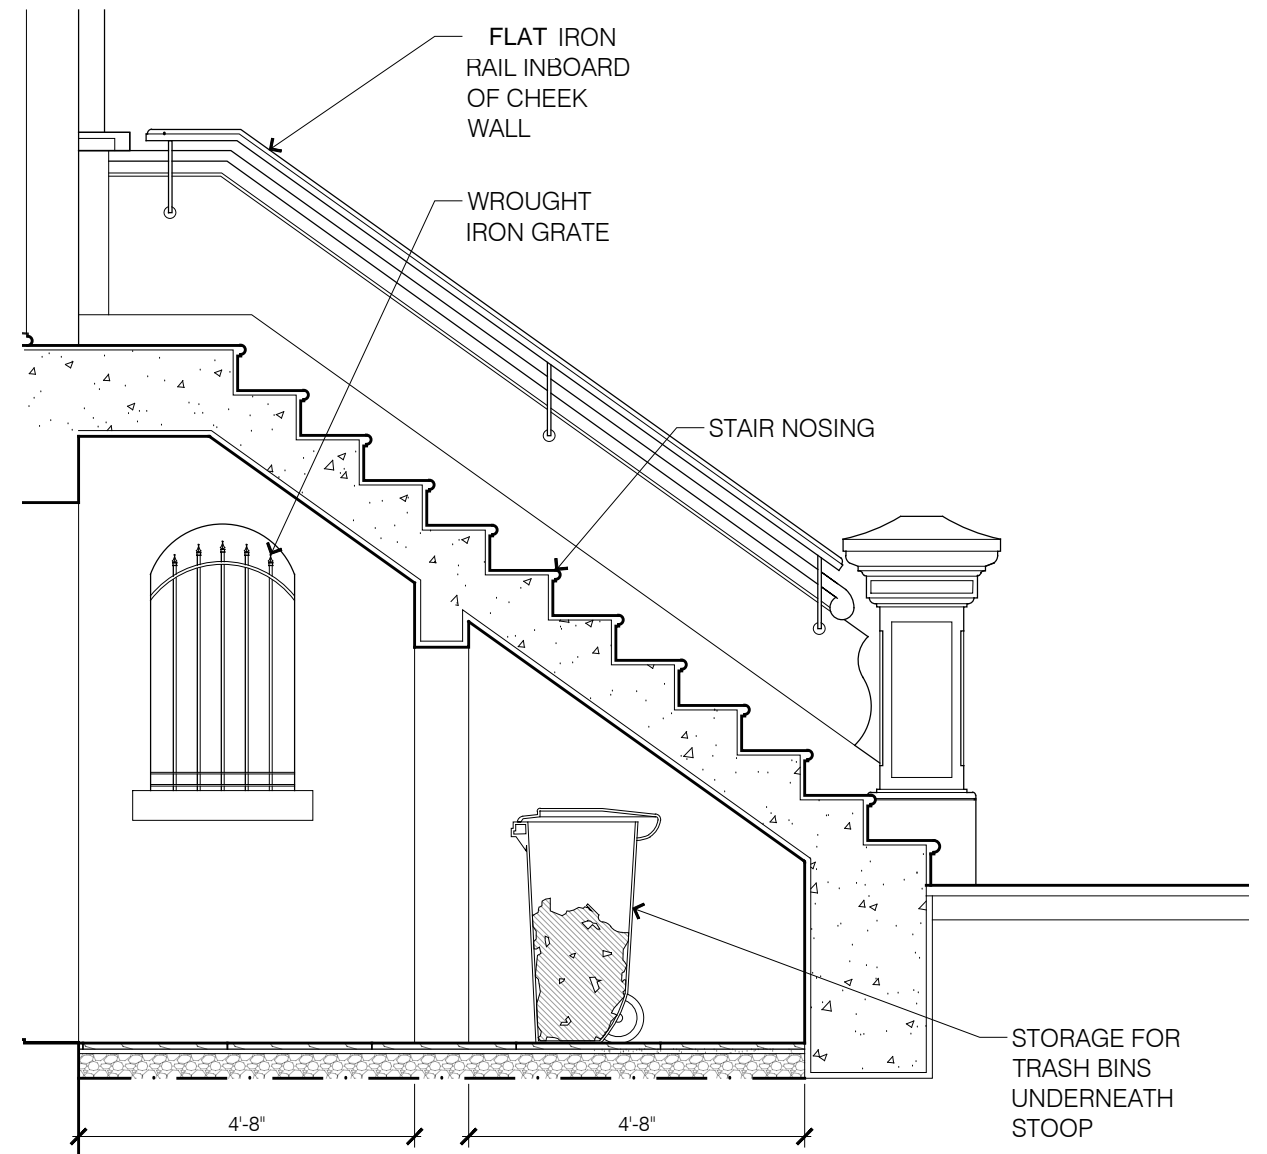 FLAT IRON
RAIL INBOARD
OF CHEEK
WALL
WROUGHT
IRON GRATE
STAIR NOSING
STORAGE FOR
TRASH BINS
UNDERNEATH
STOOP
4'-8"
4'-8"